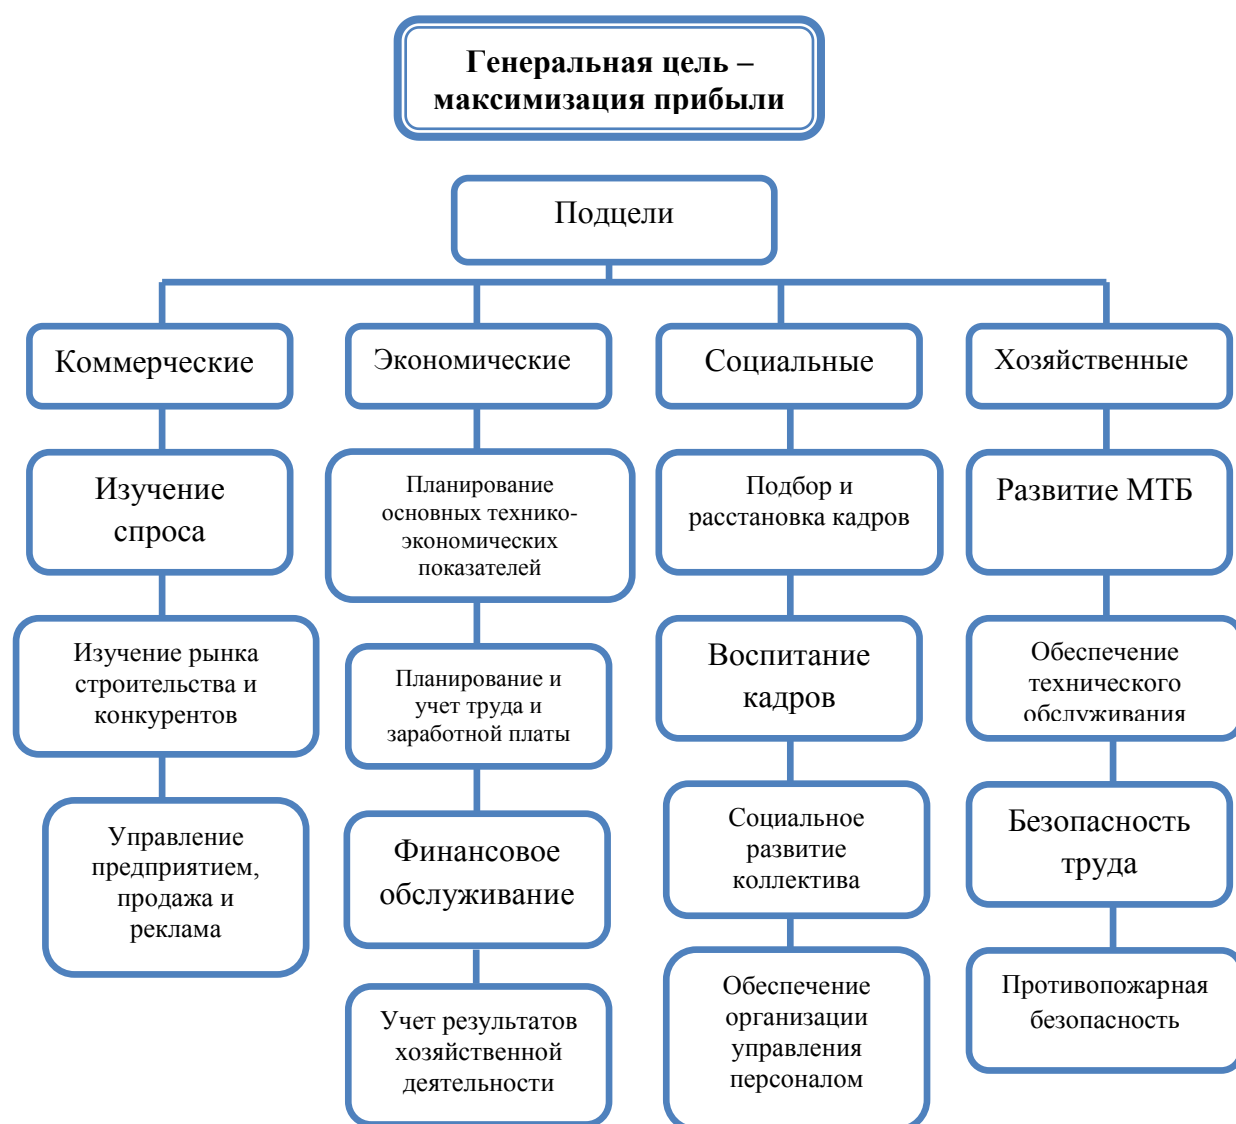 Генеральная цель –
максимизация прибыли
Подцели
Коммерческие
Экономические
Социальные
Хозяйственные
Изучение
спроса
Планирование
основных технико-
экономических
показателей
Подбор и
расстановка кадров
Развитие МТБ
Изучение рынка
строительства и
конкурентов
Планирование и
учет труда и
заработной платы
Воспитание
кадров
Обеспечение
технического
обслуживания
Управление
предприятием,
продажа и
реклама
Финансовое
обслуживание
Социальное
развитие
коллектива
Безопасность
труда
Учет результатов
хозяйственной
деятельности
Обеспечение
организации
управления
персоналом
Противопожарная
безопасность